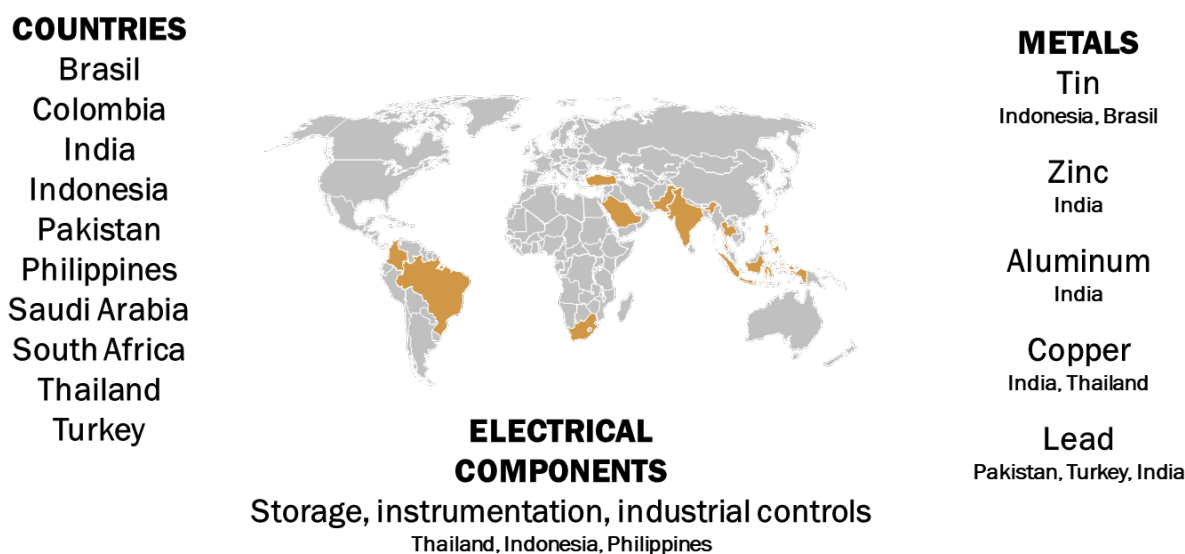 COUNTRIES
Brasil
Colombia
India
Indonesia
Pakistan
Philippines
Saudi Arabia
South Africa
Thailand
Turkey
METALS
Tin
Indonesia, Brasil
Zinc
India
Aluminum
India
Copper
India, Thailand
Lead
Pakistan, Turkey, India
ELECTRICAL
COMPONENTS
Storage, instrumentation, industrial controls
Thailand, Indonesia, Philippines